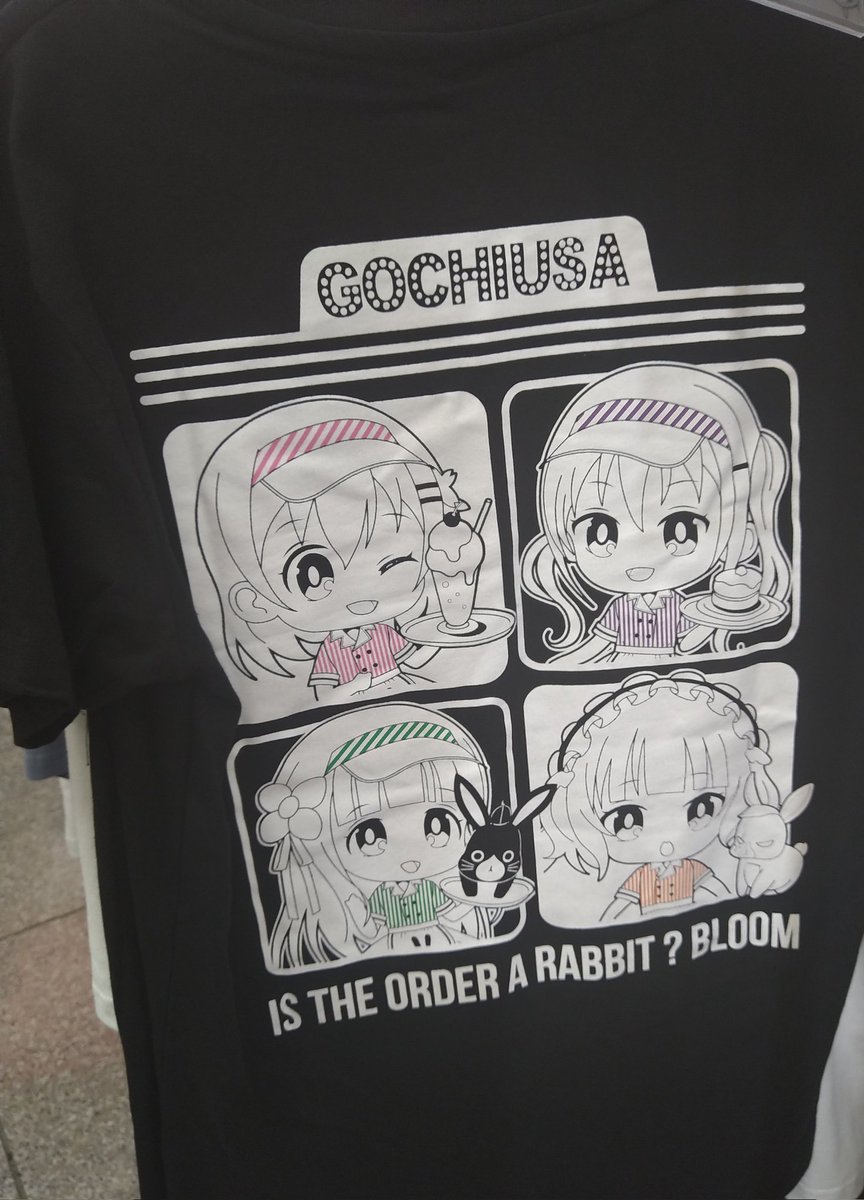 GOCHIUSA
IS THE ORDER A RABBIT ? BLOOM